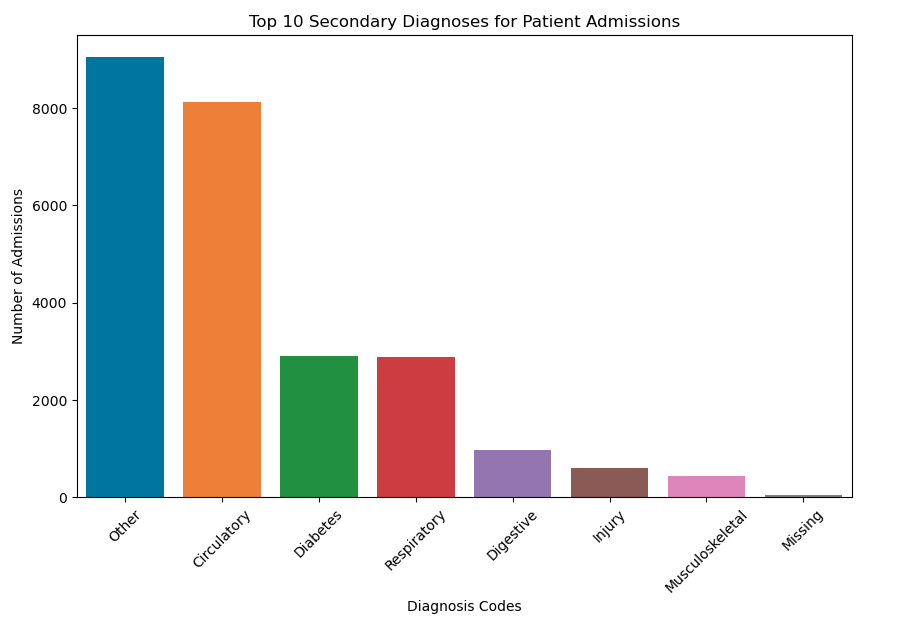 Top 10 Secondary Diagnoses for Patient Admissions
Number of Admissions
8000
6000
4000
2000
0
Other
Circulatory
Diabetes
Respiratory
Digestive
Injury
Musculoskeletal
Missing
Diagnosis Codes